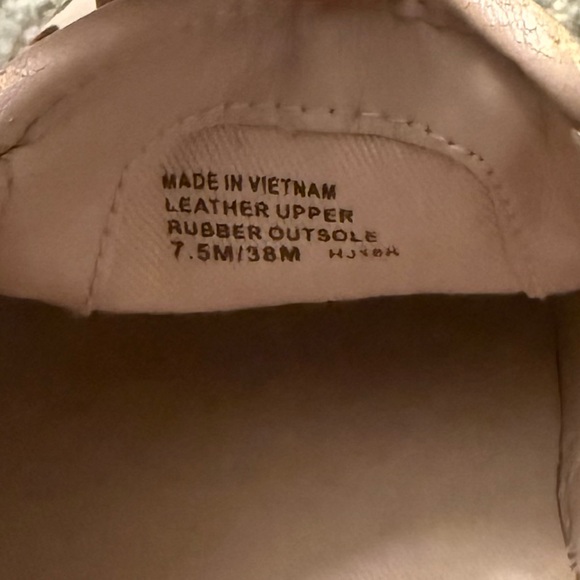 MADE IN VIETNAM
LEATHER UPPER
RUBBER OUTSOLE
7.5M/38M